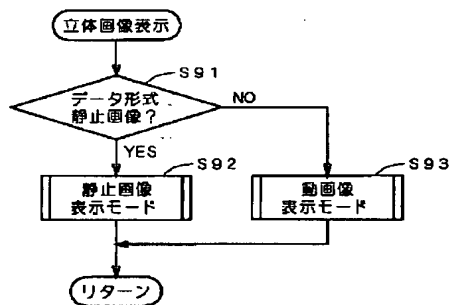 立体画像表示
S91
データ形式
静止画像？
NO
YES
S92
静止画像
表示モード
S93
動画像
表示モード
リターン